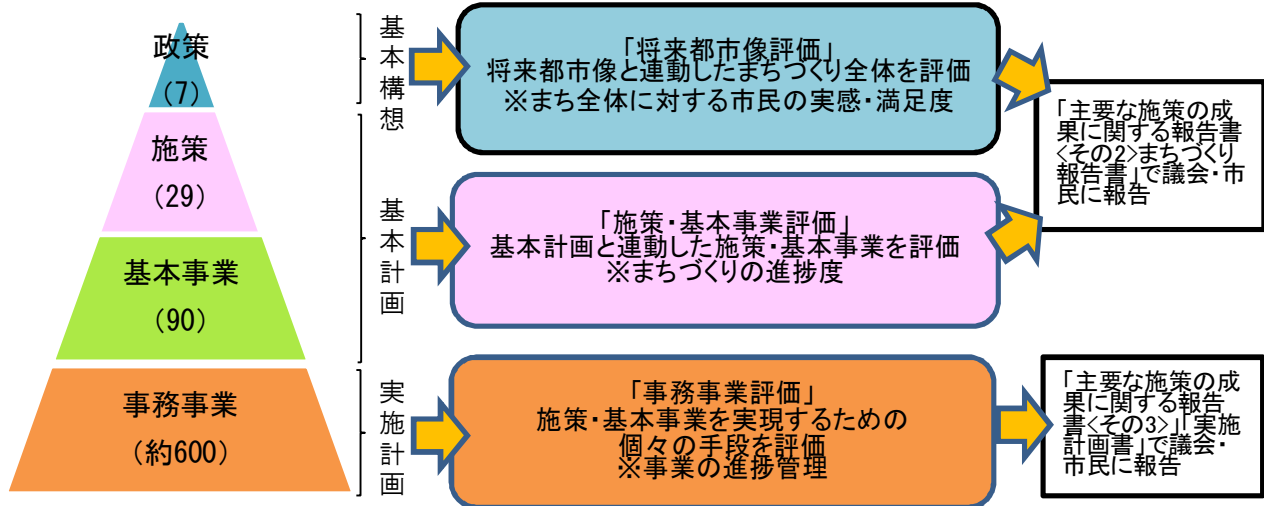 政策
(7)
施策
(29)
基本事業
(90)
事務事業
(約600)
基本構想
基本計画
実施計画
「将来都市像評価」
将来都市像と連動したまちづくり全体を評価
※まち全体に対する市民の実感・満足度
「施策・基本事業評価」
基本計画と連動した施策・基本事業を評価
※まちづくりの進捗度
「事務事業評価」
施策・基本事業を実現するための
個々の手段を評価
※事業の進捗管理
「主要な施策の成
果に関する報告書
<その2>まちづくり
報告書」で議会・市
民に報告
「主要な施策の成
果に関する報告
書<その3>」「実施
計画書」で議会・
市民に報告